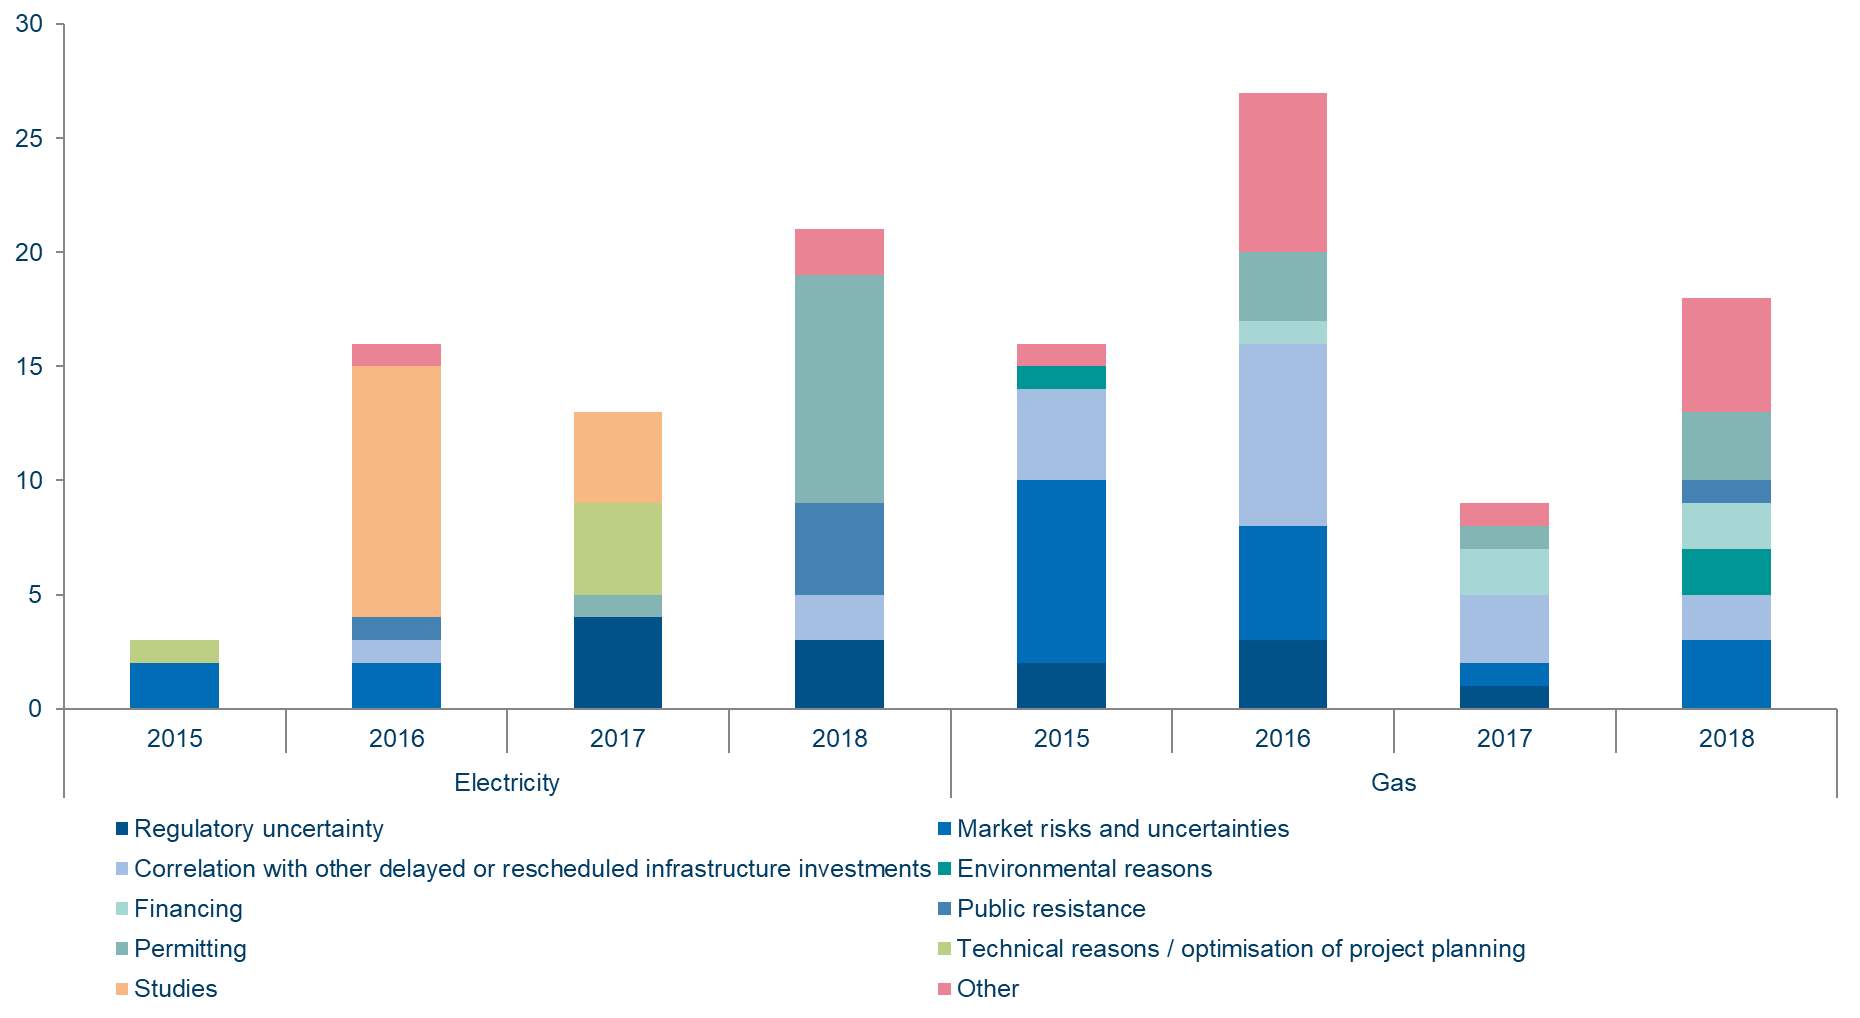 30
25
20
15
10
5
0
2015 2016 2017 2018 2015 2016 2017 2018
Electricity Gas
Regulatory uncertainty Market risks and uncertainties
Correlation with other delayed or rescheduled infrastructure investments Environmental reasons
Financing Public resistance
Permitting Technical reasons / optimisation of project planning
Studies Other